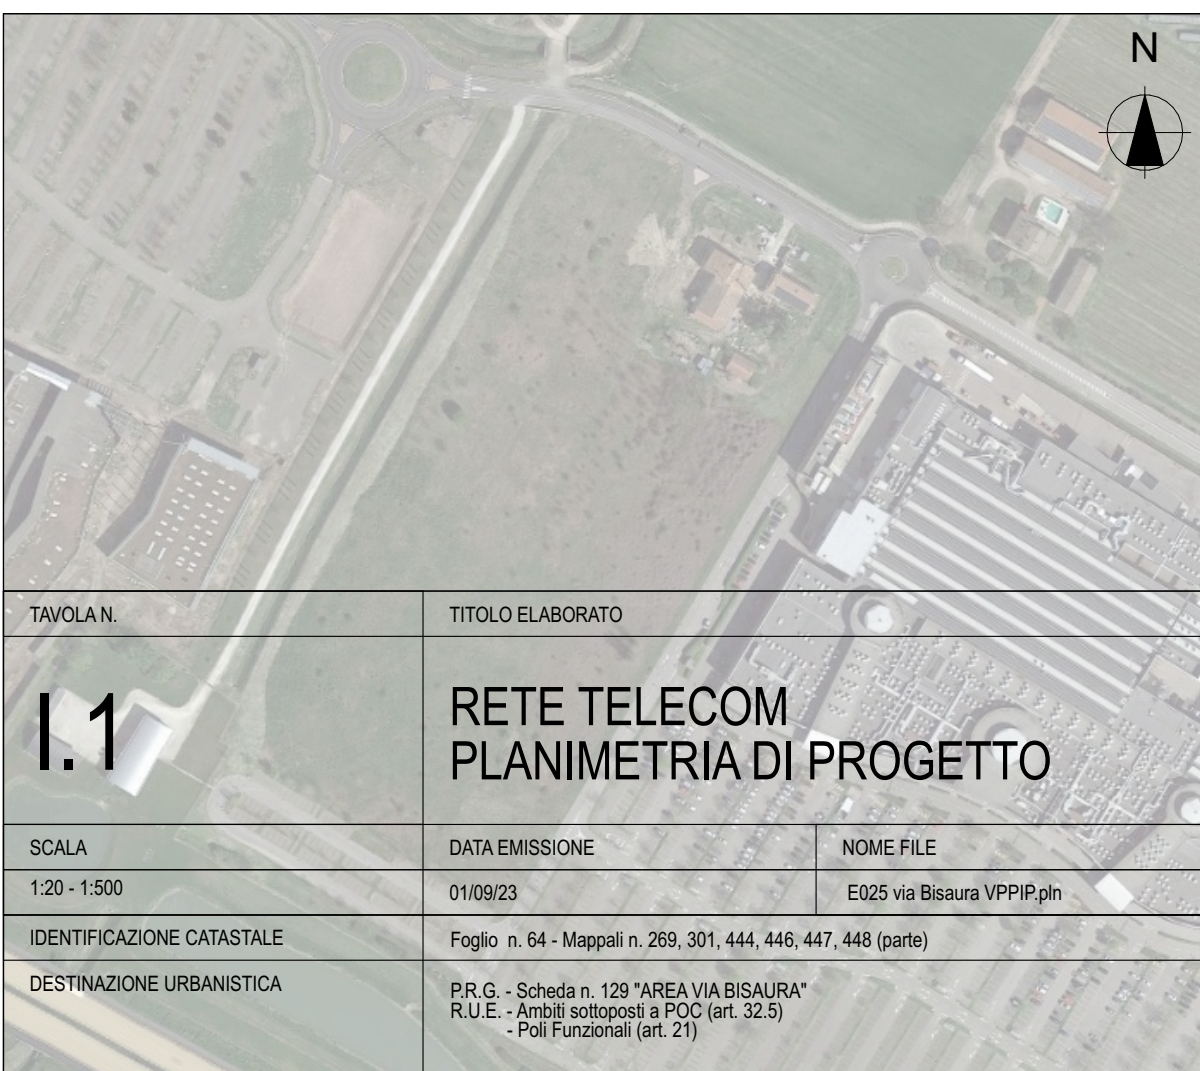 N
TAVOLA N.
TITOLO ELABORATO
I.1
RETE TELECOM
PLANIMETRIA DI PROGETTO
SCALA
DATA EMISSIONE
NOME FILE
1:20 - 1:500
01/09/23
E025 via Bisaura VPPIP.pln
IDENTIFICAZIONE CATASTALE
Foglio n. 64 - Mappali n. 269, 301, 444, 446, 447, 448 (parte)
DESTINAZIONE URBANISTICA
P.R.G. - Scheda n. 129 "AREA VIA BISAURA"
R.U.E. - Ambiti sottoposti a POC (art. 32.5)
- Poli Funzionali (art. 21)